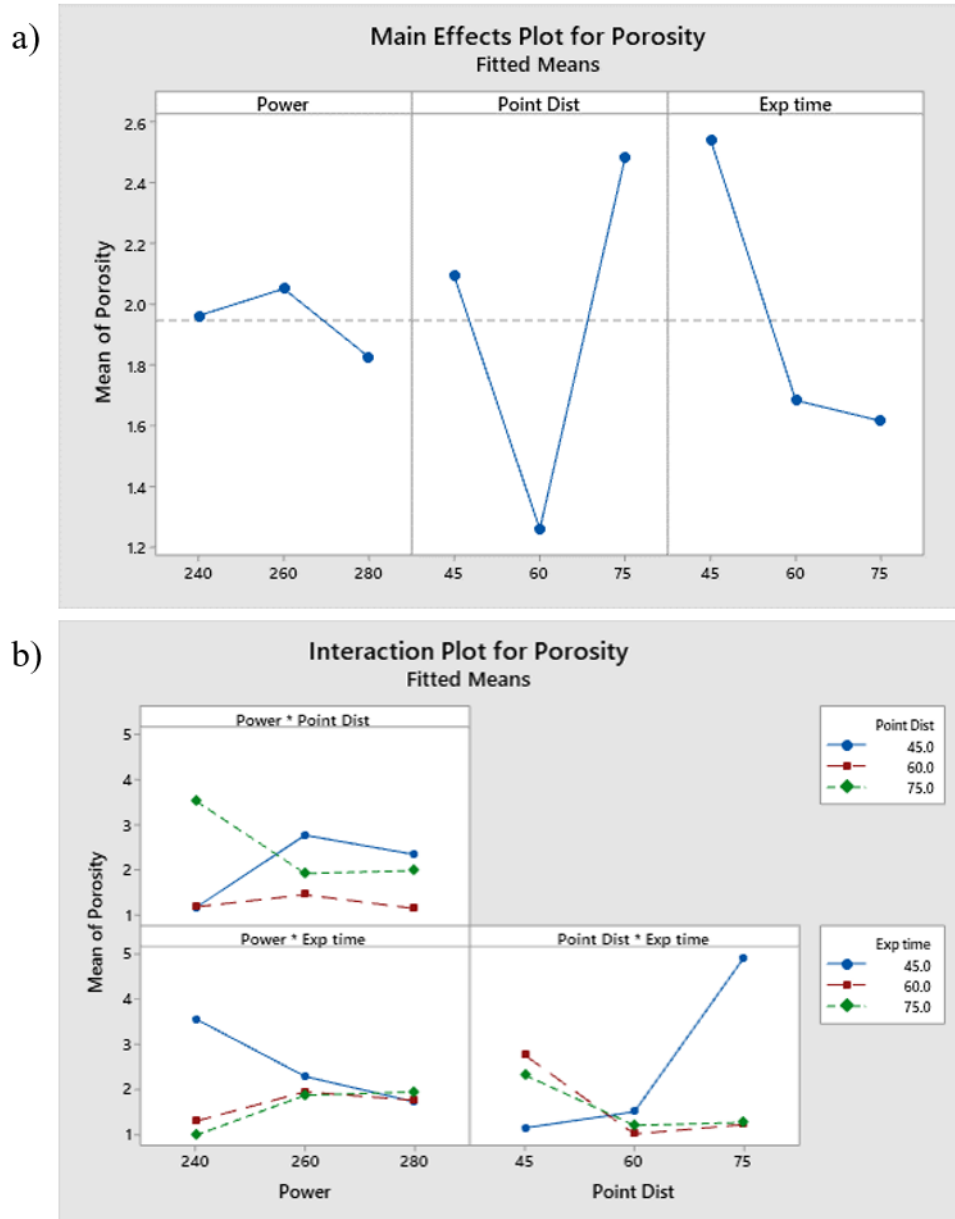 a)
Main Effects Plot for Porosity
Fitted Means
Power Point Dist Exp time
Mean of Porosity
2.6
2.4
2.2
2.0
1.8
1.6
1.4
1.2
240 260 280 45 60 75 45 60 75
b)
Interaction Plot for Porosity
Fitted Means
Power * Point Dist
5
4
3
2
1
Point Dist
45.0
60.0
75.0
Mean of Porosity
Power * Exp time Point Dist * Exp time
5
4
3
2
1
Exp time
45.0
60.0
75.0
240 260 280 45 60 75
Power Point Dist